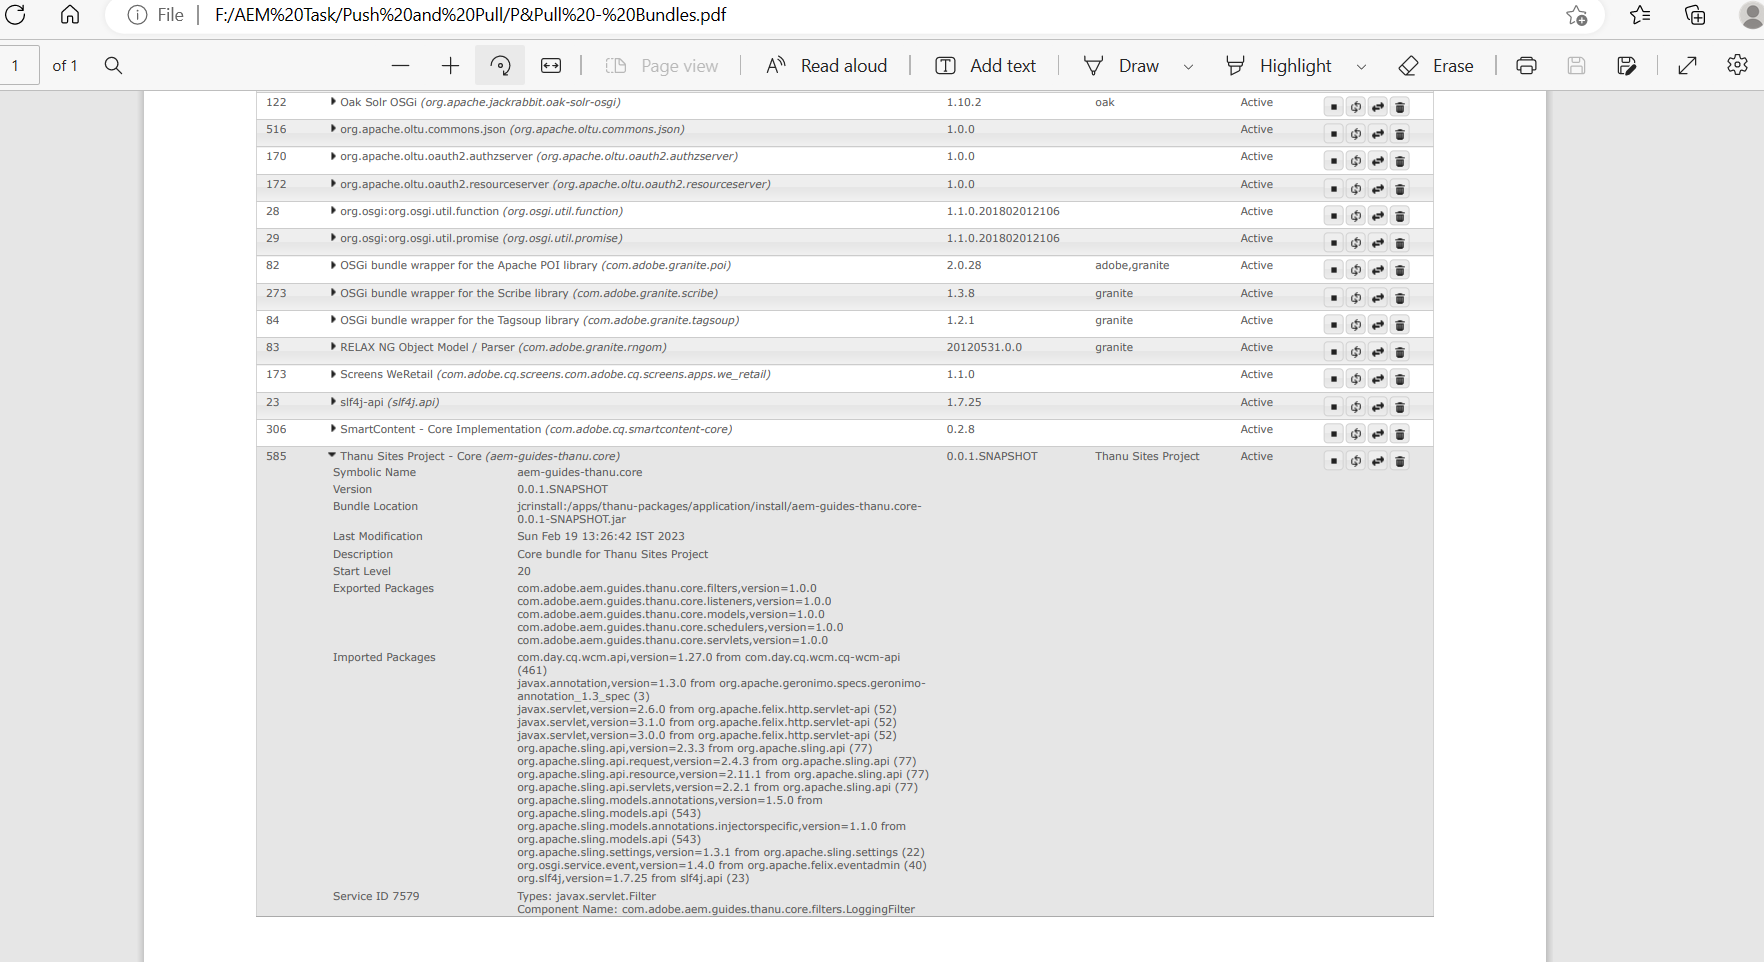 File F:/AEM%20Task/Push%20and%20Pull/P&Pull%20-%20Bundles.pdf
1 of 1 Page view Read aloud Add text Draw Highlight Erase
122 Oak Solr OSGi (org.apache.jackrabbit.oak-solr-osgi) 1.10.2 oak Active
516 org.apache.oltu.commons.json (org.apache.oltu.commons.json) 1.0.0 Active
170 org.apache.oltu.oauth2.authzserver (org.apache.oltu.oauth2.authzserver) 1.0.0 Active
172 org.apache.oltu.oauth2.resourceserver (org.apache.oltu.oauth2.resourceserver) 1.0.0 Active
28 org.osgi:org.osgi.util.function (org.osgi.util.function) 1.1.0.201802012106 Active
29 org.osgi:org.osgi.util.promise (org.osgi.util.promise) 1.1.0.201802012106 Active
82 OSGi bundle wrapper for the Apache POI library (com.adobe.granite.poi) 2.0.28 adobe,granite Active
273 OSGi bundle wrapper for the Scribe library (com.adobe.granite.scribe) 1.3.8 granite Active
84 OSGi bundle wrapper for the Tagsoup library (com.adobe.granite.tagsoup) 1.2.1 granite Active
83 RELAX NG Object Model / Parser (com.adobe.granite.rngom) 20120531.0.0 granite Active
173 Screens WeRetail (com.adobe.cq.screens.com.adobe.cq.screens.apps.we_retail) 1.1.0 Active
23 slf4j-api (slf4j.api) 1.7.25 Active
306 SmartContent - Core Implementation (com.adobe.cq.smartcontent-core) 0.2.8 Active
585 Thanu Sites Project - Core (aem-guides-thanu.core) 0.0.1.SNAPSHOT Thanu Sites Project Active
Symbolic Name aem-guides-thanu.core
Version 0.0.1.SNAPSHOT
Bundle Location jcrinstall:/apps/thanu-packages/application/install/aem-guides-thanu.core-
0.0.1-SNAPSHOT.jar
Last Modification Sun Feb 19 13:26:42 IST 2023
Description Core bundle for Thanu Sites Project
Start Level 20
Exported Packages com.adobe.aem.guides.thanu.core.filters,version=1.0.0
com.adobe.aem.guides.thanu.core.listeners,version=1.0.0
com.adobe.aem.guides.thanu.core.models,version=1.0.0
com.adobe.aem.guides.thanu.core.schedulers,version=1.0.0
com.adobe.aem.guides.thanu.core.servlets,version=1.0.0
Imported Packages com.day.cq.wcm.api,version=1.27.0 from com.day.cq.wcm.cq-wcm-api
(461)
javax.annotation,version=1.3.0 from org.apache.geronimo.specs.geronimo-
annotation_1.3_spec (3)
javax.servlet,version=2.6.0 from org.apache.felix.http.servlet-api (52)
javax.servlet,version=3.1.0 from org.apache.felix.http.servlet-api (52)
javax.servlet,version=3.0.0 from org.apache.felix.http.servlet-api (52)
org.apache.sling.api,version=2.3.3 from org.apache.sling.api (77)
org.apache.sling.api.request,version=2.4.3 from org.apache.sling.api (77)
org.apache.sling.api.resource,version=2.11.1 from org.apache.sling.api (77)
org.apache.sling.api.servlets,version=2.2.1 from org.apache.sling.api (77)
org.apache.sling.models.annotations,version=1.5.0 from
org.apache.sling.models.api (543)
org.apache.sling.models.annotations.injectorspecific,version=1.1.0 from
org.apache.sling.models.api (543)
org.apache.sling.settings,version=1.3.1 from org.apache.sling.settings (22)
org.osgi.service.event,version=1.4.0 from org.apache.felix.eventadmin (40)
org.slf4j,version=1.7.25 from slf4j.api (23)
Service ID 7579 Types: javax.servlet.Filter
Component Name: com.adobe.aem.guides.thanu.core.filters.LoggingFilter